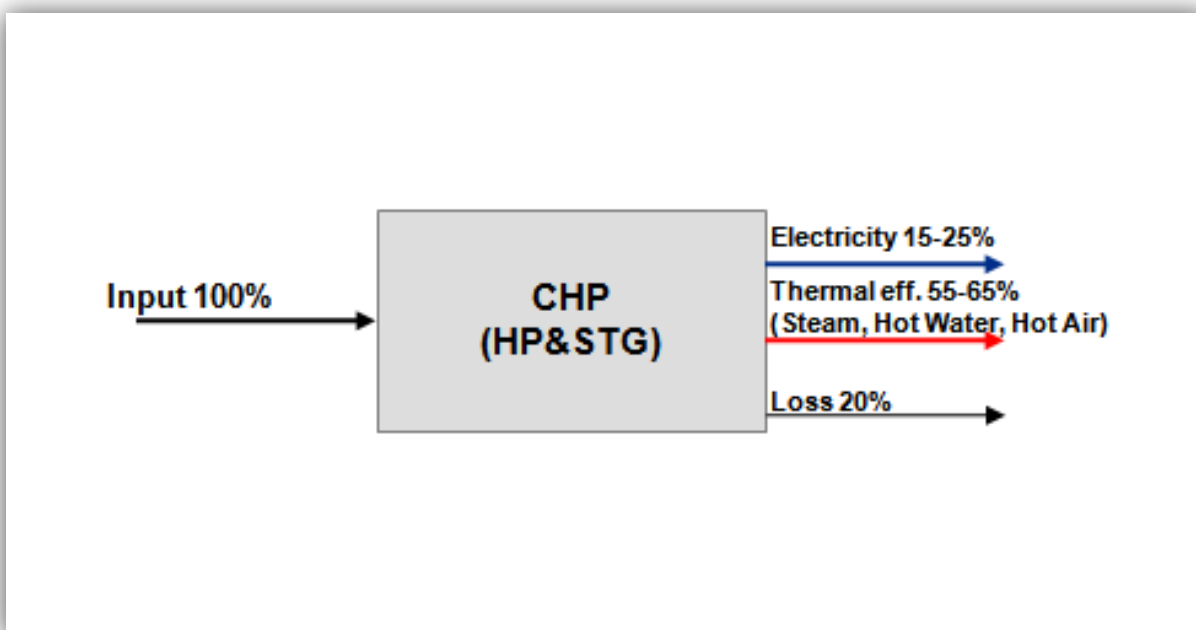 Input 100%
CHP
(HP&STG)
Electricity 15-25%
Thermal eff. 55-65%
(Steam, Hot Water, Hot Air)
Loss 20%